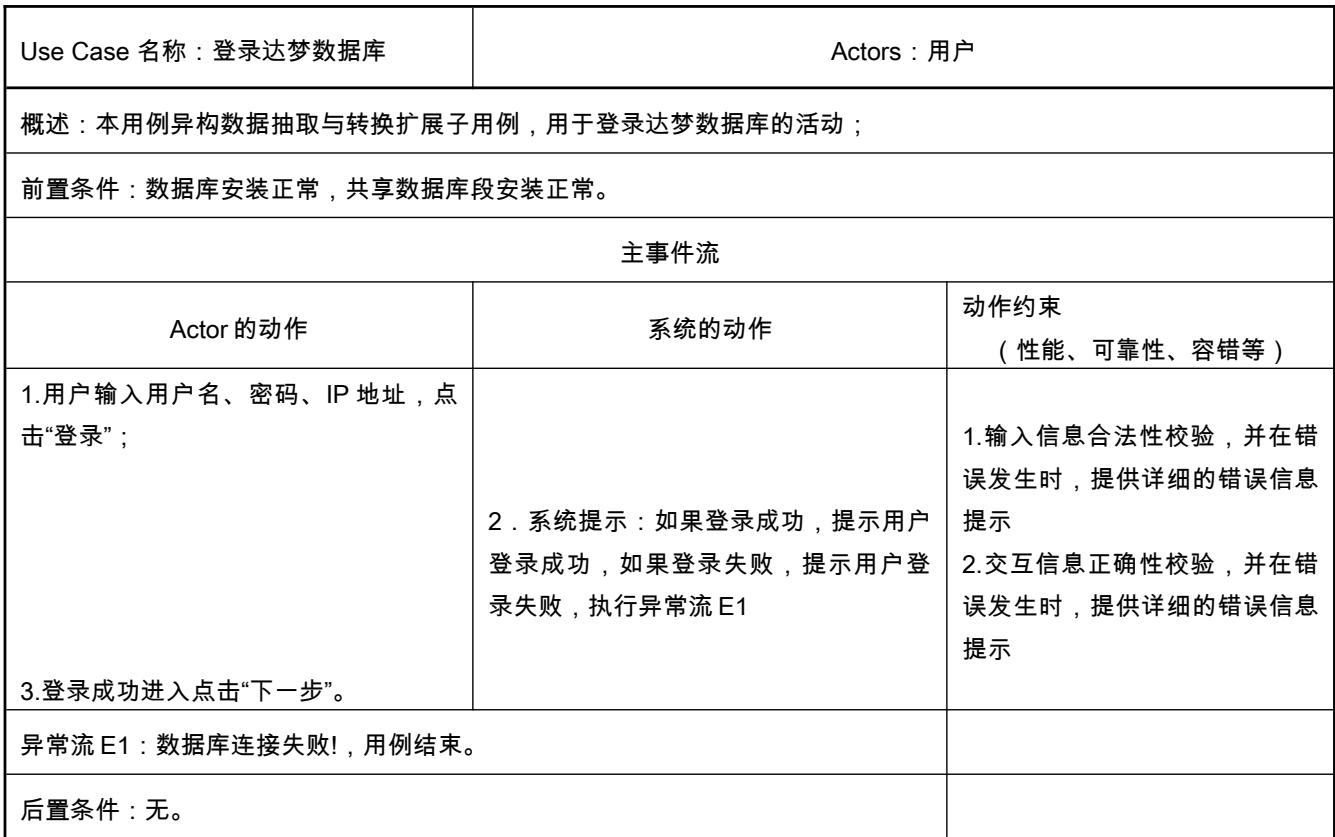 Use Case 名称：登录达梦数据库
Actors：用户
概述：本用例异构数据抽取与转换扩展子用例，用于登录达梦数据库的活动；
前置条件：数据库安装正常，共享数据库段安装正常。
主事件流
Actor 的动作
系统的动作
动作约束
（性能、可靠性、容错等）
1.用户输入用户名、密码、IP 地址，点
击“登录”；
2．系统提示：如果登录成功，提示用户
登录成功，如果登录失败，提示用户登
录失败，执行异常流 E1
3.登录成功进入点击“下一步”。
1.输入信息合法性校验，并在错
误发生时，提供详细的错误信息
提示
2.交互信息正确性校验，并在错
误发生时，提供详细的错误信息
提示
异常流 E1：数据库连接失败!，用例结束。
后置条件：无。